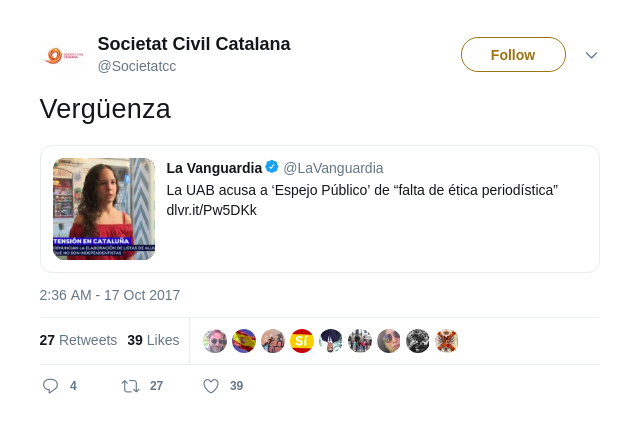 Societat Civil Catalana
@Societatcc
Follow
Vergüenza
La Vanguardia @LaVanguardia
La UAB acusa a ‘Espejo Público’ de “falta de ética periodística”
dlvr.it/Pw5DKk
TENSIÓN EN CATALUÑA
DENUNCIAN LA ELABORACIÓN DE LISTAS DE ALU
QUE NO SON INDEPENDENTISTAS
2:36 AM - 17 Oct 2017
27 Retweets 39 Likes
Sí
4 27 39